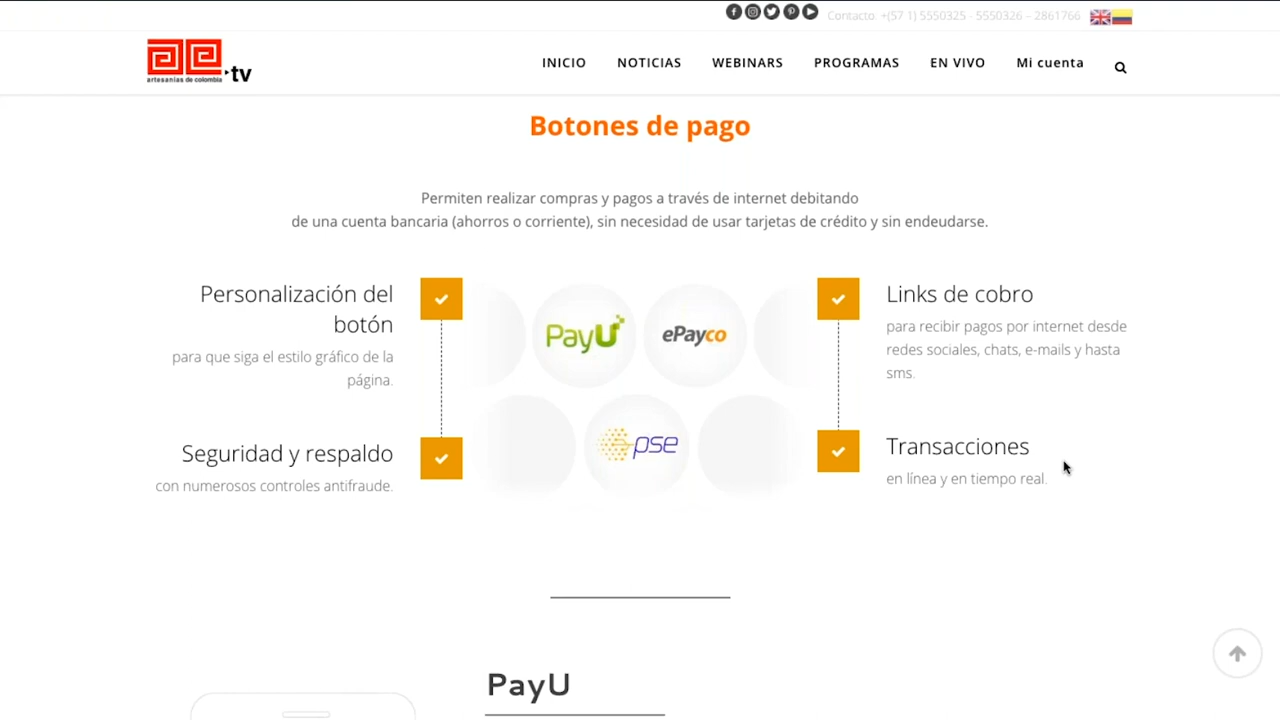 Contacto: +(57 1) 5550325 - 5550326 – 2861766
artesanías de colombia
tv
INICIO
NOTICIAS
WEBINARS
PROGRAMAS
EN VIVO
Mi cuenta
Botones de pago
Permiten realizar compras y pagos a través de internet debitando
de una cuenta bancaria (ahorros o corriente), sin necesidad de usar tarjetas de crédito y sin endeudarse.
Personalización del
botón
para que siga el estilo gráfico de la
página.
Seguridad y respaldo
con numerosos controles antifraude.
PayU
ePayco
pse
Links de cobro
para recibir pagos por internet desde
redes sociales, chats, e-mails y hasta
sms.
Transacciones
en línea y en tiempo real.
PayU